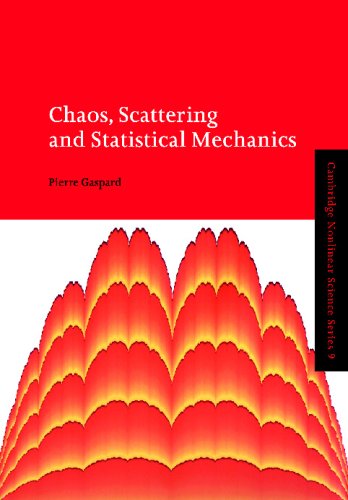 Chaos, Scattering
and Statistical Mechanics
Pierre Gaspard
Cambridge Nonlinear Science Series 9